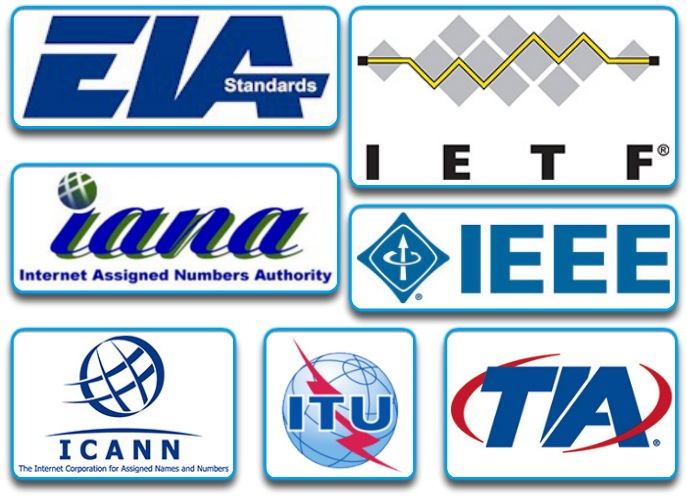 EIA
Standards
I E T F®
iana
Internet Assigned Numbers Authority
IEEE
®
ICANN
The Internet Corporation for Assigned Names and Numbers
ITU
TIA®